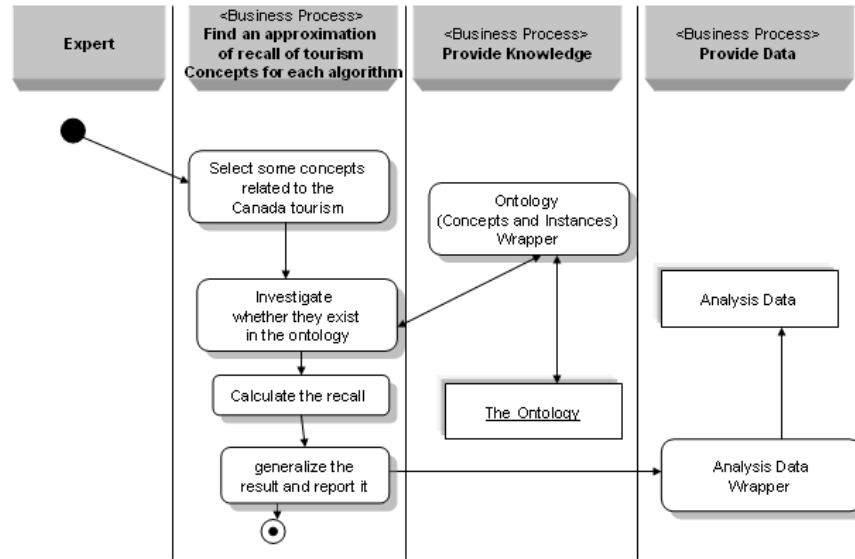 Expert
<Business Process>
Find an approximation
of recall of tourism
Concepts for each algorithm
<Business Process>
Provide Knowledge
<Business Process>
Provide Data
Select some concepts
related to the
Canada tourism
Ontology
(Concepts and Instances)
Wrapper
Investigate
whether they exist
in the ontology
Analysis Data
Calculate the recall
The Ontology
generalize the
result and report it
Analysis Data
Wrapper